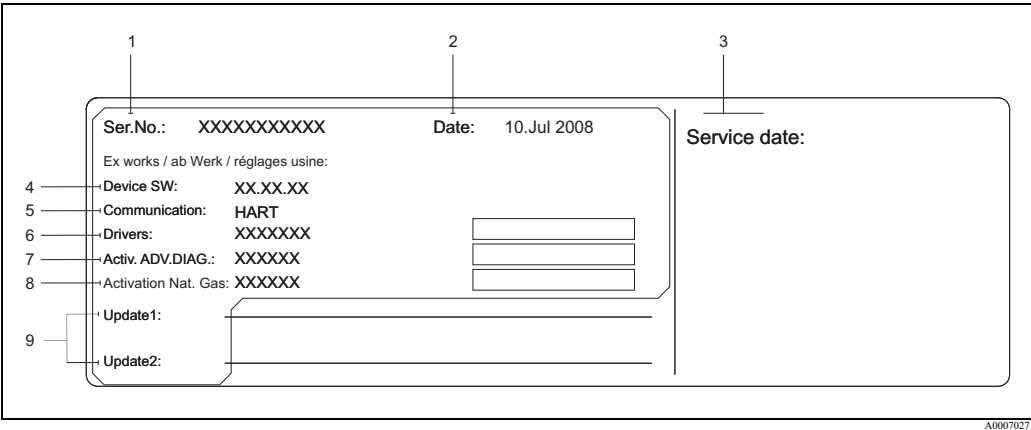 1 2 3
Ser.No.: XXXXXXXXXXX Date: 10.Jul 2008
Service date:
Ex works / ab Werk / réglages usine:
4 Device SW: XX.XX.XX
5 Communication: HART
6 Drivers: XXXXXXX
7 Activ. ADV.DIAG.: XXXXXX
8 Activation Nat. Gas: XXXXXX
Update1:
9
Update2:
A0007027